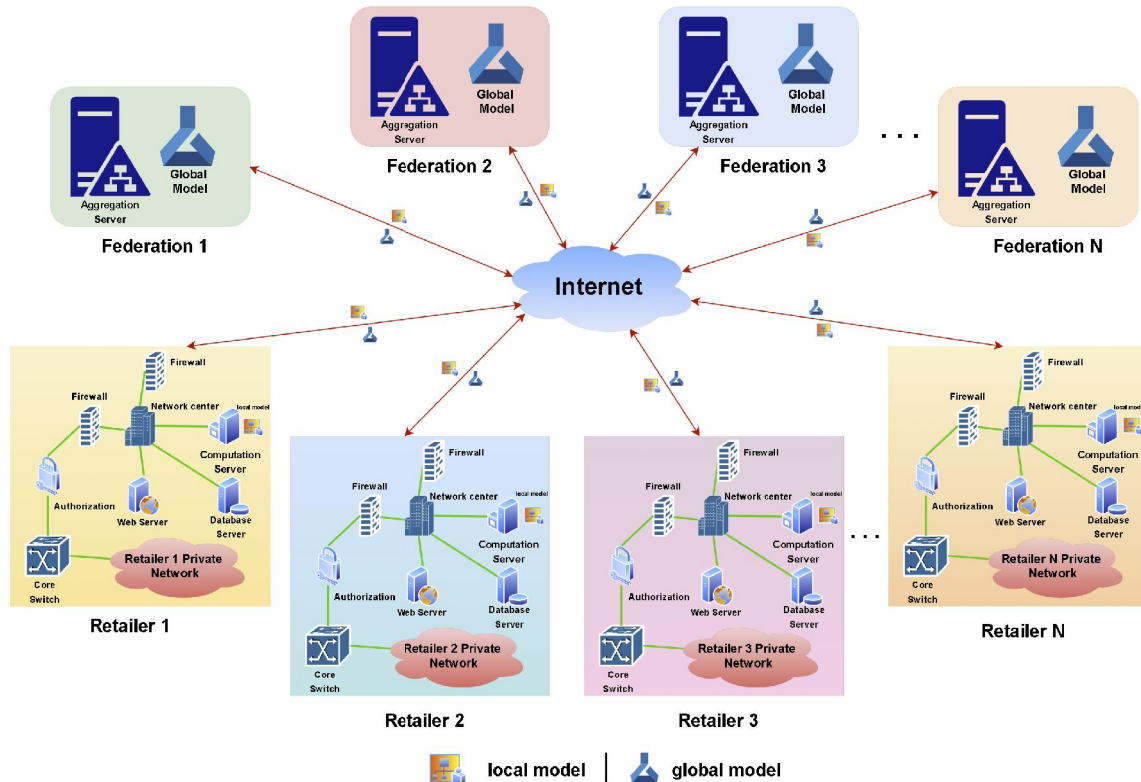 Aggregation
Server
Global
Model
Federation 1
Aggregation
Server
Global
Model
Federation 2
Aggregation
Server
Global
Model
Federation 3
. . .
Aggregation
Server
Global
Model
Federation N
Internet
Firewall
Firewall
Network center
local model
Computation
Server
Authorization
Web Server
Database
Server
Core
Switch
Retailer 1 Private
Network
Retailer 1
Firewall
Firewall
Network center
local model
Computation
Server
Authorization
Web Server
Database
Server
Core
Switch
Retailer 2 Private
Network
Retailer 2
Firewall
Firewall
Network center
local model
Computation
Server
Authorization
Web Server
Database
Server
Core
Switch
Retailer 3 Private
Network
Retailer 3
. . .
Firewall
Firewall
Network center
local model
Computation
Server
Authorization
Web Server
Database
Server
Core
Switch
Retailer N Private
Network
Retailer N
local model | global model